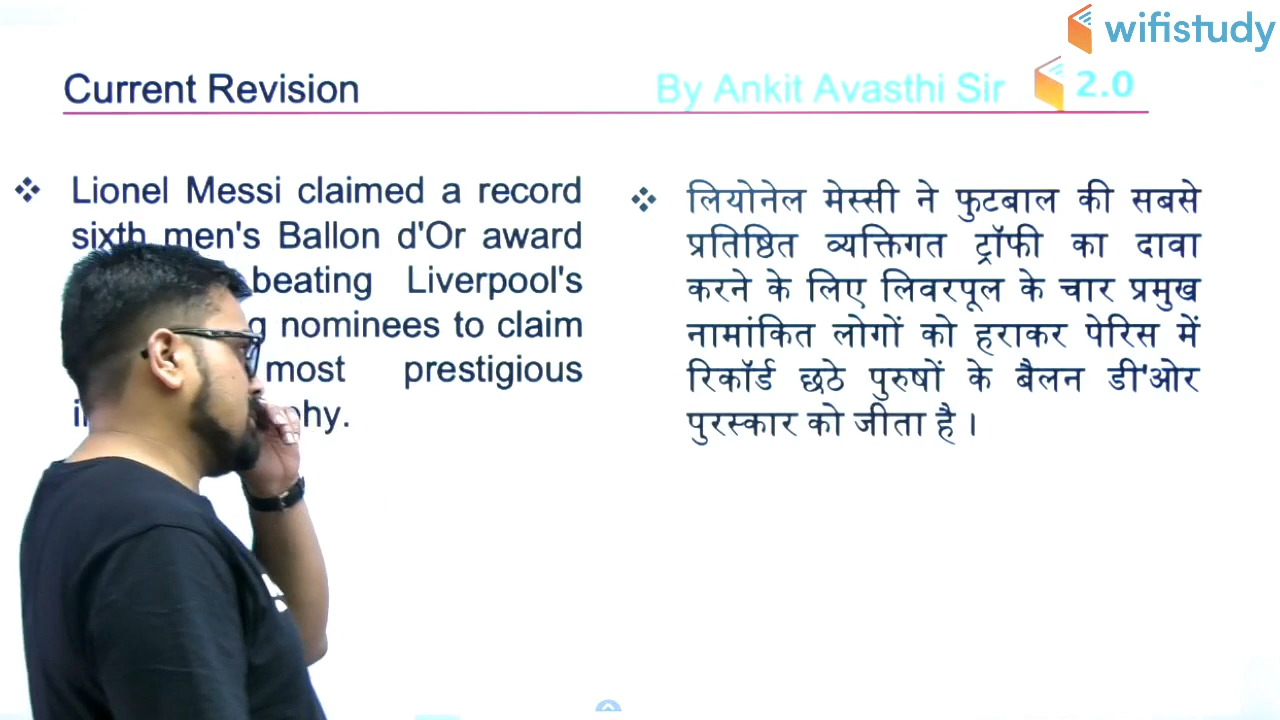 wifistudy
Current Revision
By Ankit Avasthi Sir 2.0
Lionel Messi claimed a record
sixth men's Ballon d'Or award
beating Liverpool's
nominees to claim
most prestigious
लियोनेल मेस्सी ने फुटबाल की सबसे
प्रतिष्ठित व्यक्तिगत ट्रॉफी का दावा
करने के लिए लिवरपूल के चार प्रमुख
नामांकित लोगों को हराकर पेरिस में
रिकॉर्ड छठे पुरुषों के बैलन डी'ओर
पुरस्कार को जीता है ।